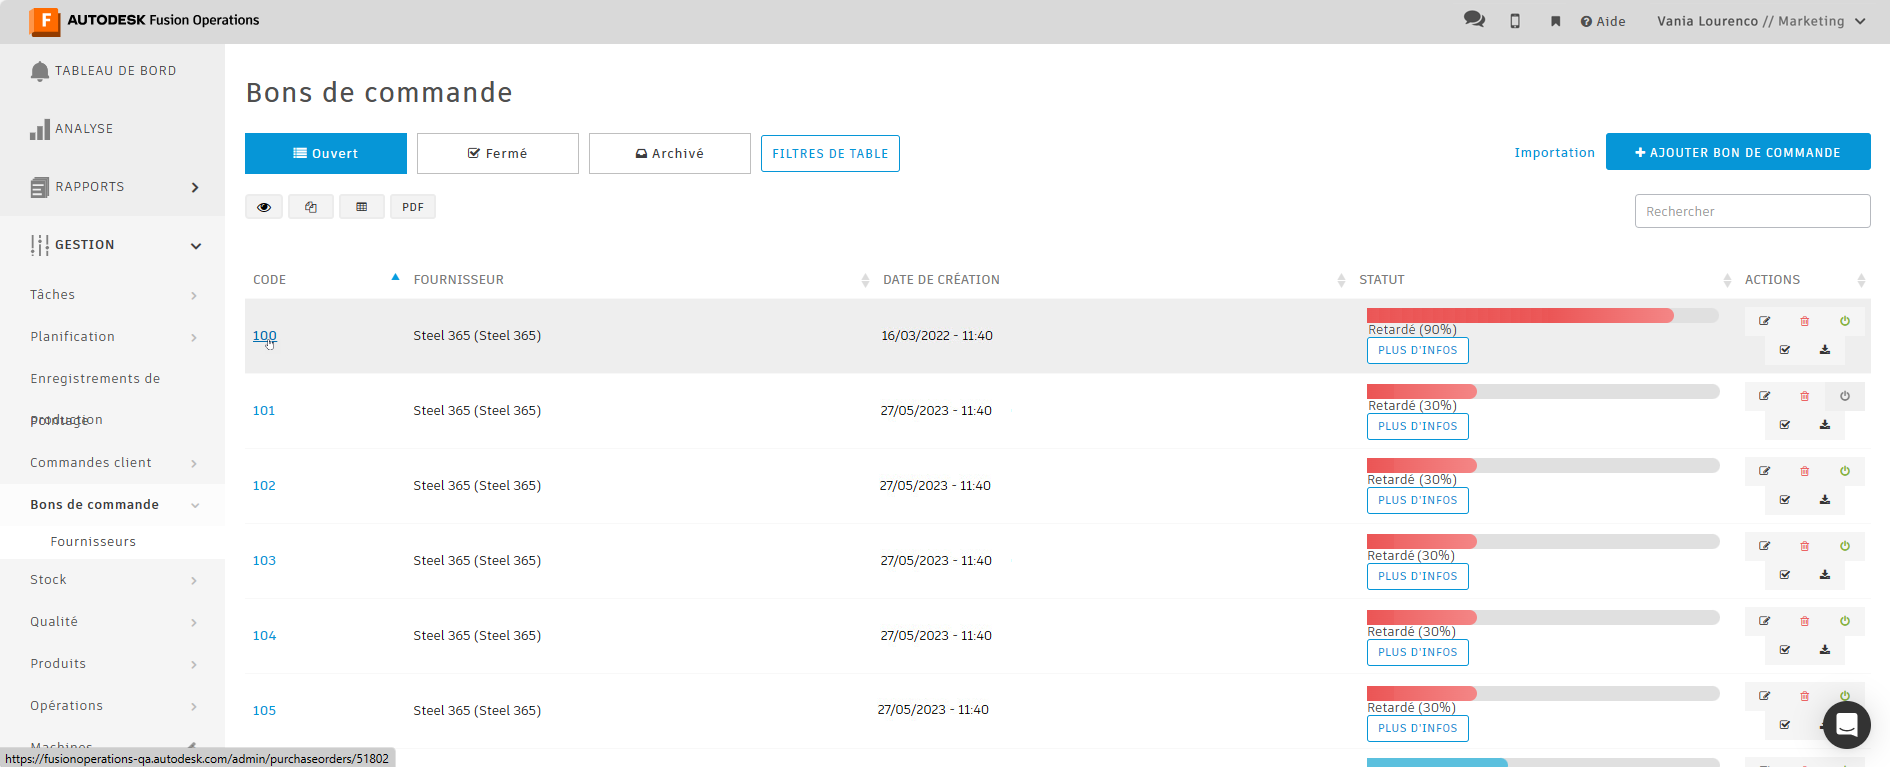 AUTODESK Fusion Operations
Aide
Vania Lourenco // Marketing
TABLEAU DE BORD
ANALYSE
RAPPORTS
GESTION
Tâches
Planification
Enregistrements de
production
Pointage
Commandes client
Bons de commande
Fournisseurs
Stock
Qualité
Produits
Opérations
Machines
Bons de commande
Ouvert
Fermé
Archivé
FILTRES DE TABLE
Importation
+ AJOUTER BON DE COMMANDE
PDF
Rechercher
CODE FOURNISSEUR DATE DE CRÉATION STATUT ACTIONS
100 Steel 365 (Steel 365) 16/03/2022 - 11:40 Retardé (90%)
PLUS D'INFOS
101 Steel 365 (Steel 365) 27/05/2023 - 11:40 Retardé (30%)
PLUS D'INFOS
102 Steel 365 (Steel 365) 27/05/2023 - 11:40 Retardé (30%)
PLUS D'INFOS
103 Steel 365 (Steel 365) 27/05/2023 - 11:40 Retardé (30%)
PLUS D'INFOS
104 Steel 365 (Steel 365) 27/05/2023 - 11:40 Retardé (30%)
PLUS D'INFOS
105 Steel 365 (Steel 365) 27/05/2023 - 11:40 Retardé (30%)
PLUS D'INFOS
https://fusionoperations-qa.autodesk.com/admin/purchaseorders/51802